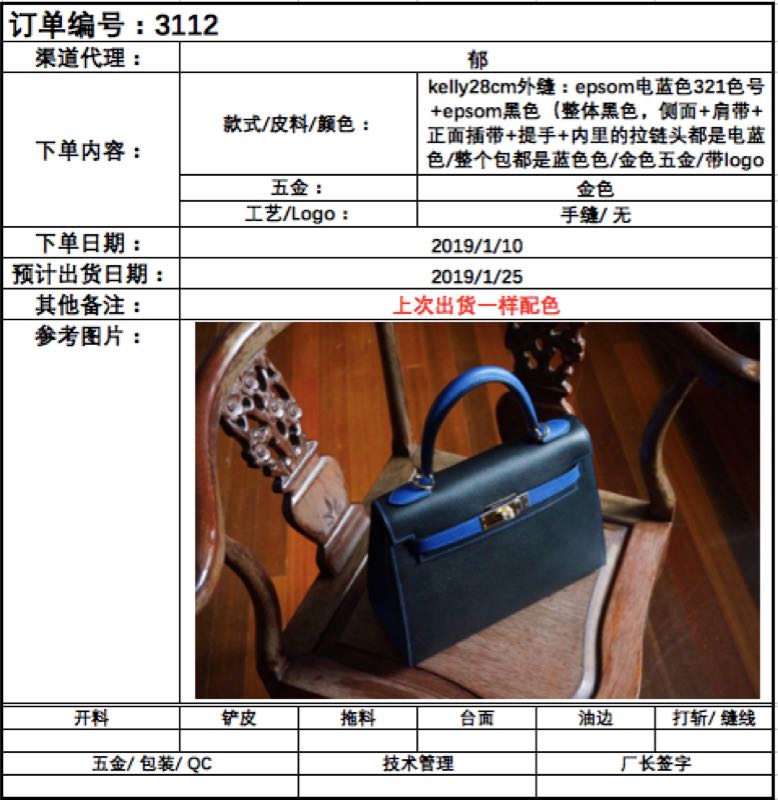 订单编号：3112
渠道代理：
郁
下单内容：
款式/皮料/颜色：
kelly28cm外缝：epsom电蓝色321色号
+epsom黑色（整体黑色，侧面+肩带+
正面插带+提手+内里的拉链头都是电蓝
色/整个包都是蓝色色/金色五金/带logo
五金：
金色
工艺/Logo：
手缝/ 无
下单日期：
2019/1/10
预计出货日期：
2019/1/25
其他备注：
上次出货一样配色
参考图片：
开料
铲皮
拖料
台面
油边
打斩/ 缝线
五金/ 包装/ QC
技术管理
厂长签字